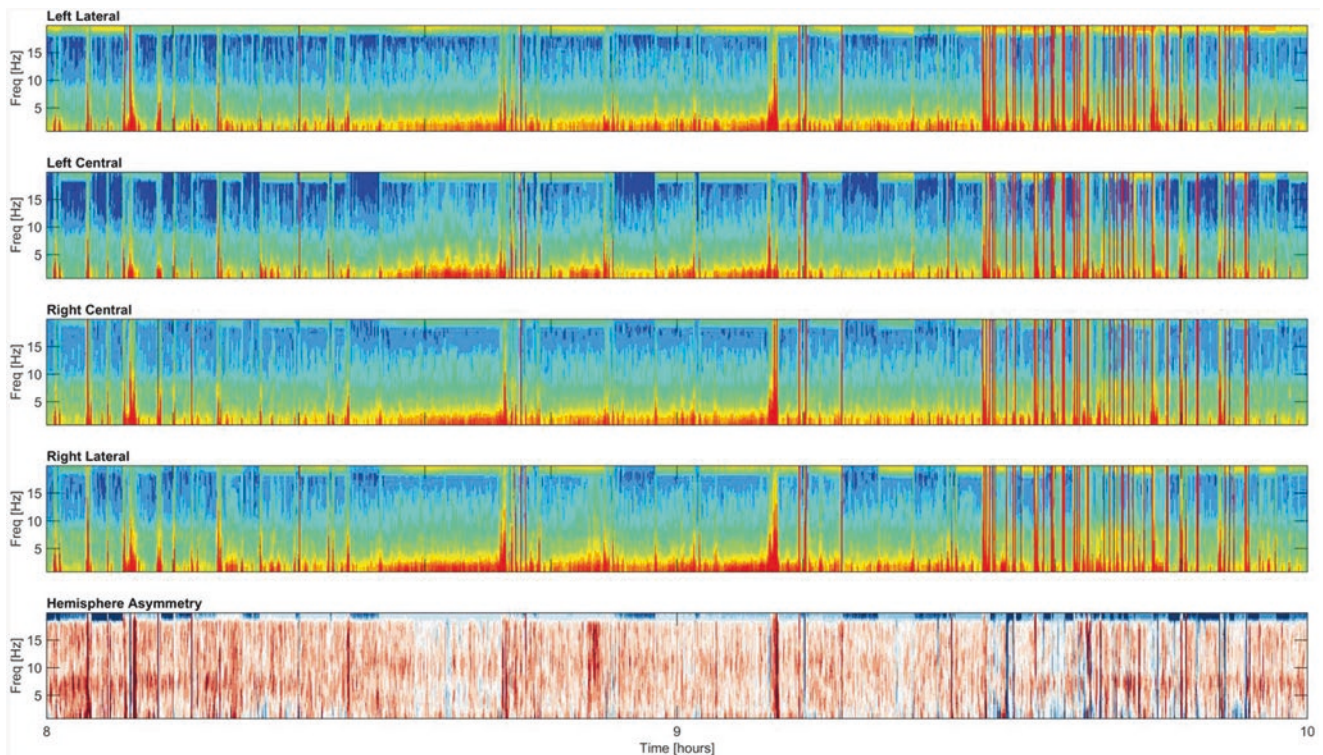 Left Lateral
Freq [Hz]
15
10
5
Left Central
Freq [Hz]
15
10
5
Right Central
Freq [Hz]
15
10
5
Right Lateral
Freq [Hz]
15
10
5
Hemisphere Asymmetry
Freq [Hz]
15
10
5
8 9 10
Time [hours]